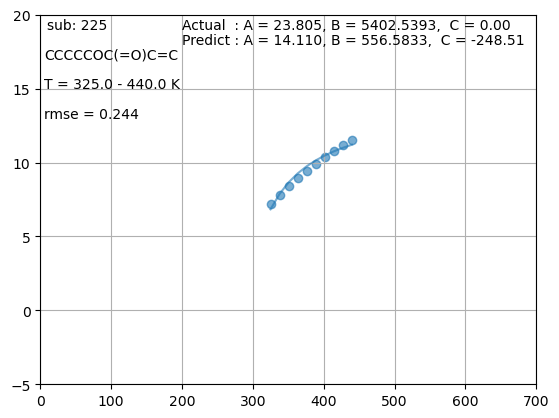 sub: 225
Actual  : A = 23.805, B = 5402.5393,  C = 0.00
Predict : A = 14.110, B = 556.5833,  C = -248.51
CCCCCOC(=O)C=C
T = 325.0 - 440.0 K
rmse = 0.244
20
15
10
5
0
−5
0 100 200 300 400 500 600 700